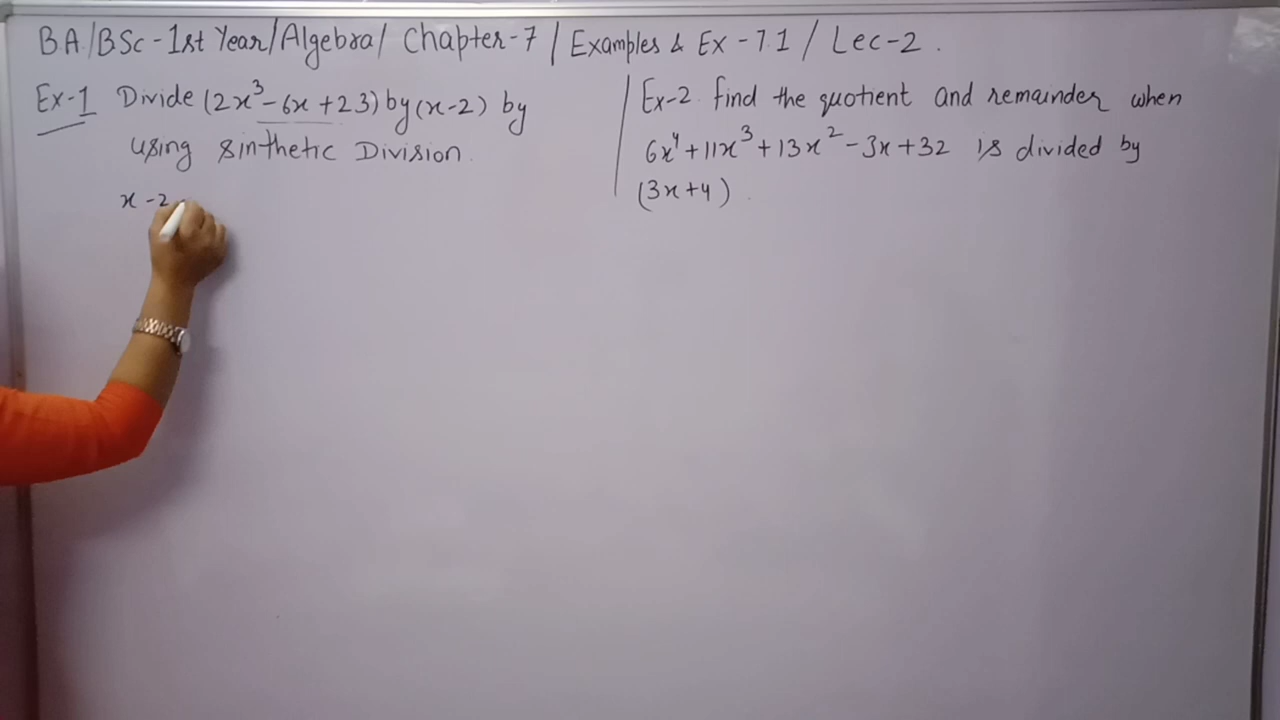 BA/BSc-1st Year/Algebra/ Chapter-7 / Examples & Ex-7.1 / Lec-2.
Ex-1 Divide (2x³-6x+23) by (x-2) by
using sinthetic Division.
x-2
Ex-2. Find the quotient and remainder when
6x⁴+11x³+13x²-3x+32 is divided by
(3x+4).